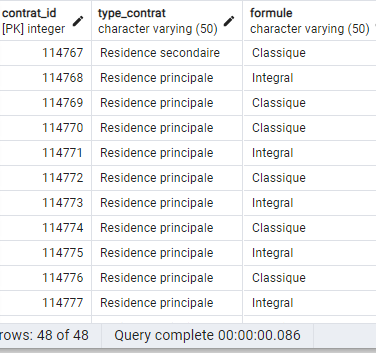 contrat_id type_contrat formule
[PK] integer character varying (50) character varying (50)
114767 Residence secondaire Classique
114768 Residence principale Integral
114769 Residence principale Classique
114770 Residence principale Classique
114771 Residence principale Integral
114772 Residence principale Classique
114773 Residence principale Integral
114774 Residence principale Classique
114775 Residence principale Integral
114776 Residence principale Classique
114777 Residence principale Integral
rows: 48 of 48 Query complete 00:00:00.086